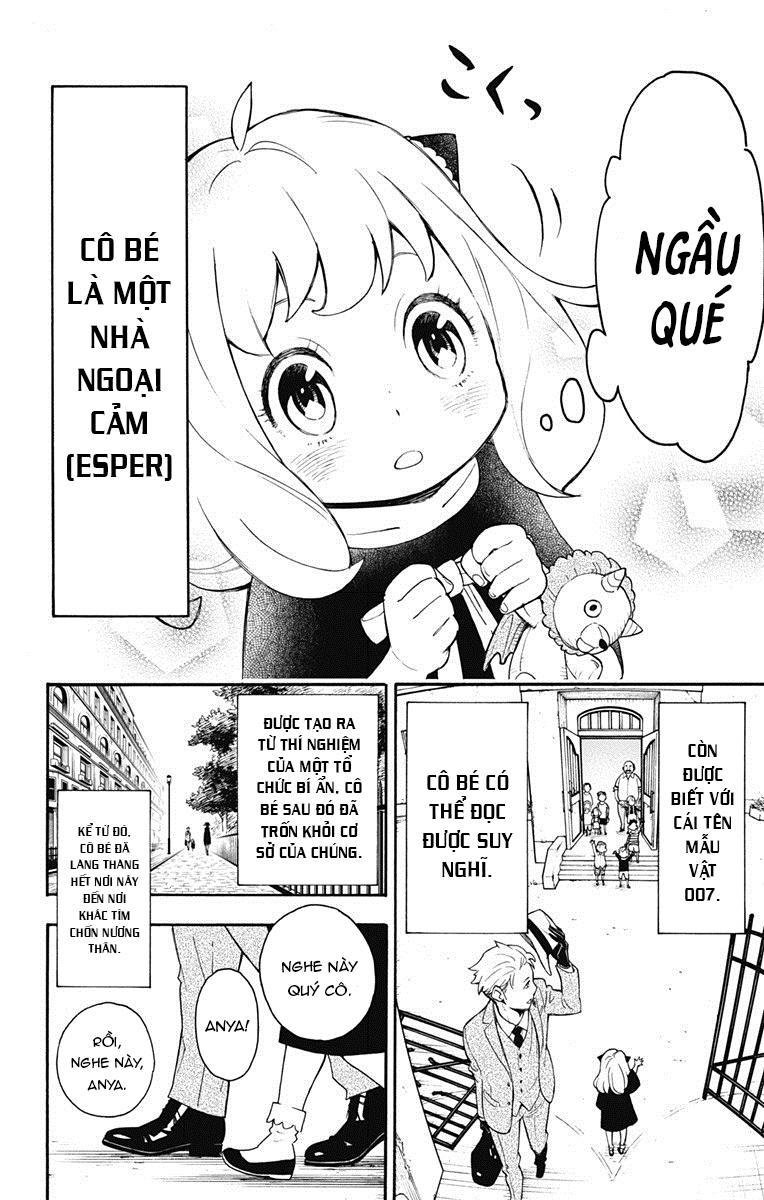 こくっ
NGẦU
QUÉ
CÔ BÉ
LÀ MỘT
NHÀ
NGOẠI
CẢM
(ESPER)
CÒN
ĐƯỢC
BIẾT VỚI
CÁI TÊN
MẪU
VẬT
007.
CÔ BÉ CÓ
THỂ ĐỌC
ĐƯỢC SUY
NGHĨ.
ĐƯỢC TẠO RA
TỪ THÍ NGHIỆM
CỦA MỘT TỔ
CHỨC BÍ ẨN, CÔ
BÉ SAU ĐÓ ĐÃ
TRỐN KHỎI CƠ
SỞ CỦA CHÚNG.
KỂ TỪ ĐÓ,
CÔ BÉ ĐÃ
LANG THANG
HẾT NƠI NÀY
ĐẾN NƠI
KHÁC TÌM
CHỐN NƯƠNG
THÂN.
NGHE NÀY
QUÝ CÔ.
ANYA!
RỒI,
NGHE NÀY,
ANYA.